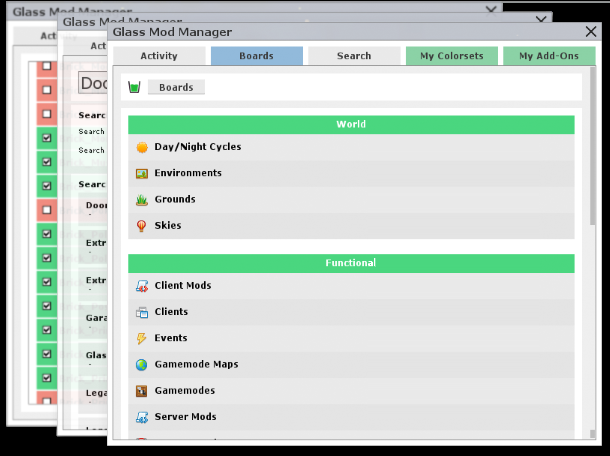 Glass Mod Manager
Glass Mod Manager
Glass Mod Manager
Activity
Boards
Search
My Colorsets
My Add-Ons
Boards
World
Day/Night Cycles
Environments
Grounds
Skies
Functional
Client Mods
Clients
Events
Gamemode Maps
Gamemodes
Server Mods
Act
Doo
Searc
Search
Search
Searc
Door
Extr
Extr
Gara
Glas
Lega